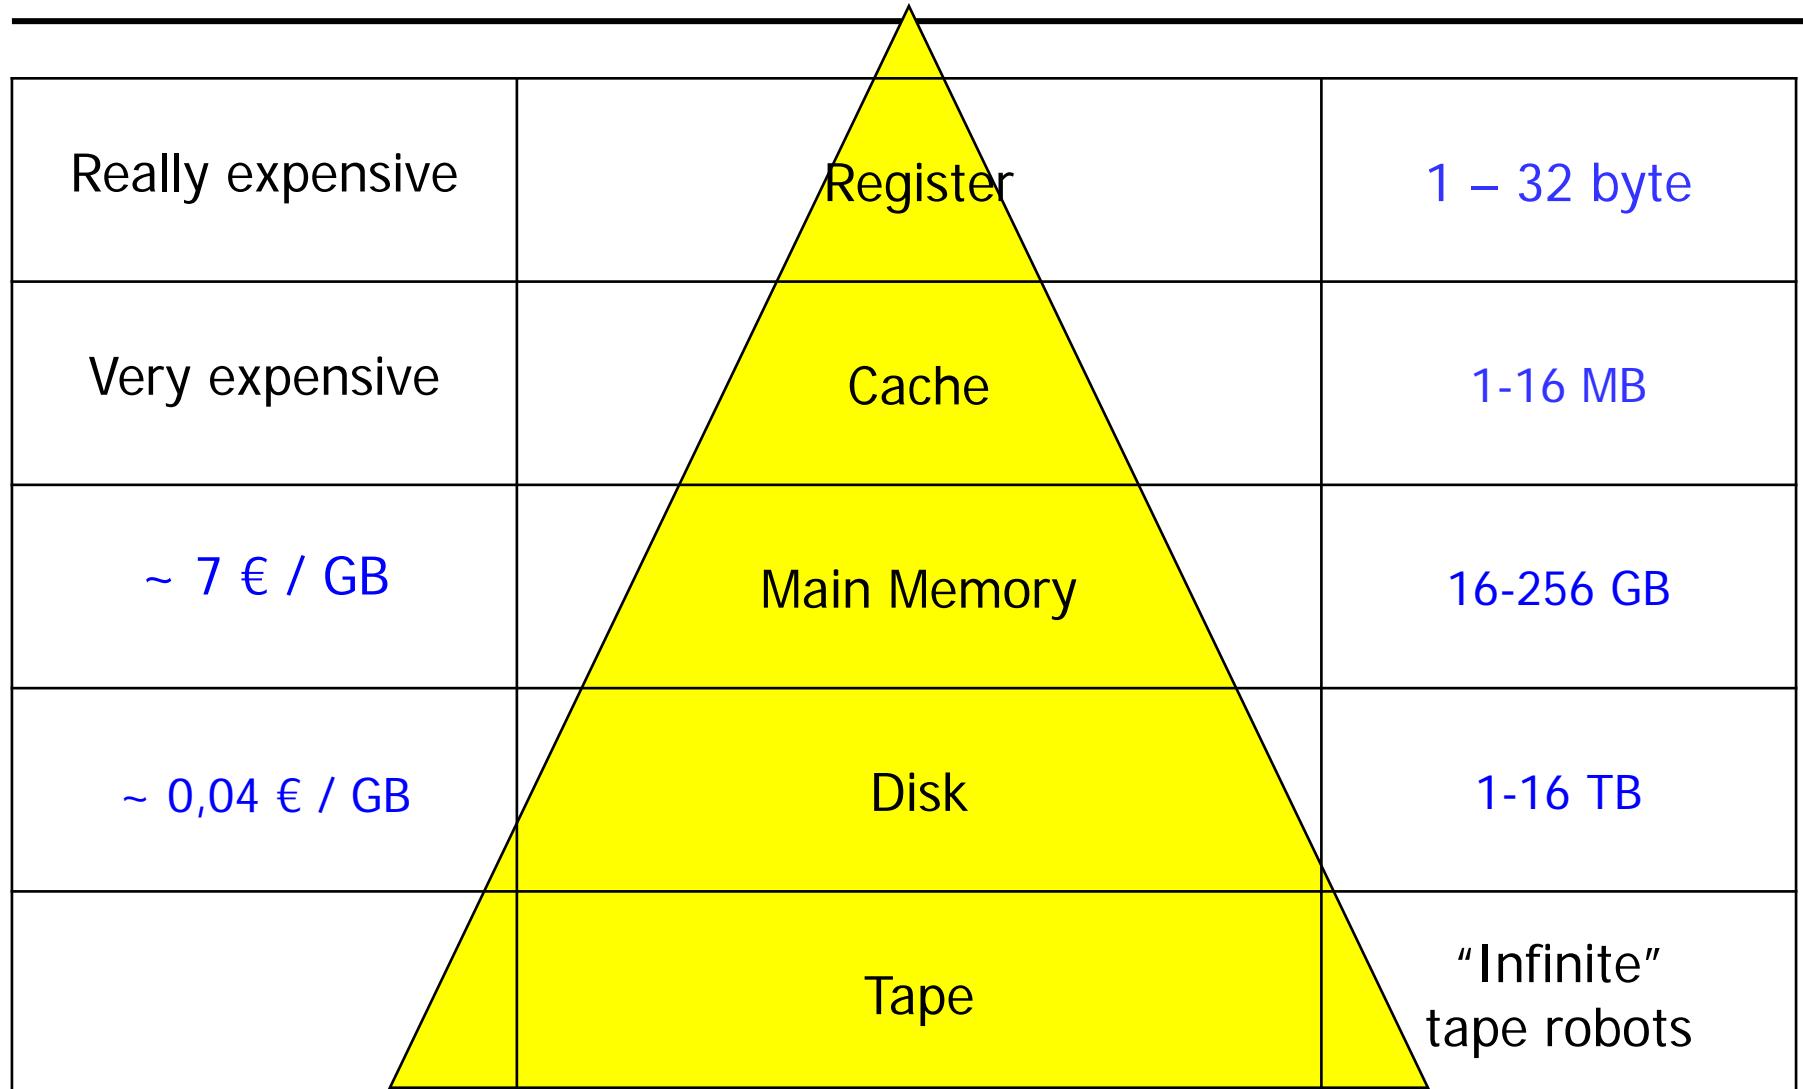 Really expensive
Register
1 – 32 byte
Very expensive
Cache
1-16 MB
~ 7 € / GB
Main Memory
16-256 GB
~ 0,04 € / GB
Disk
1-16 TB
Tape
“Infinite”
tape robots